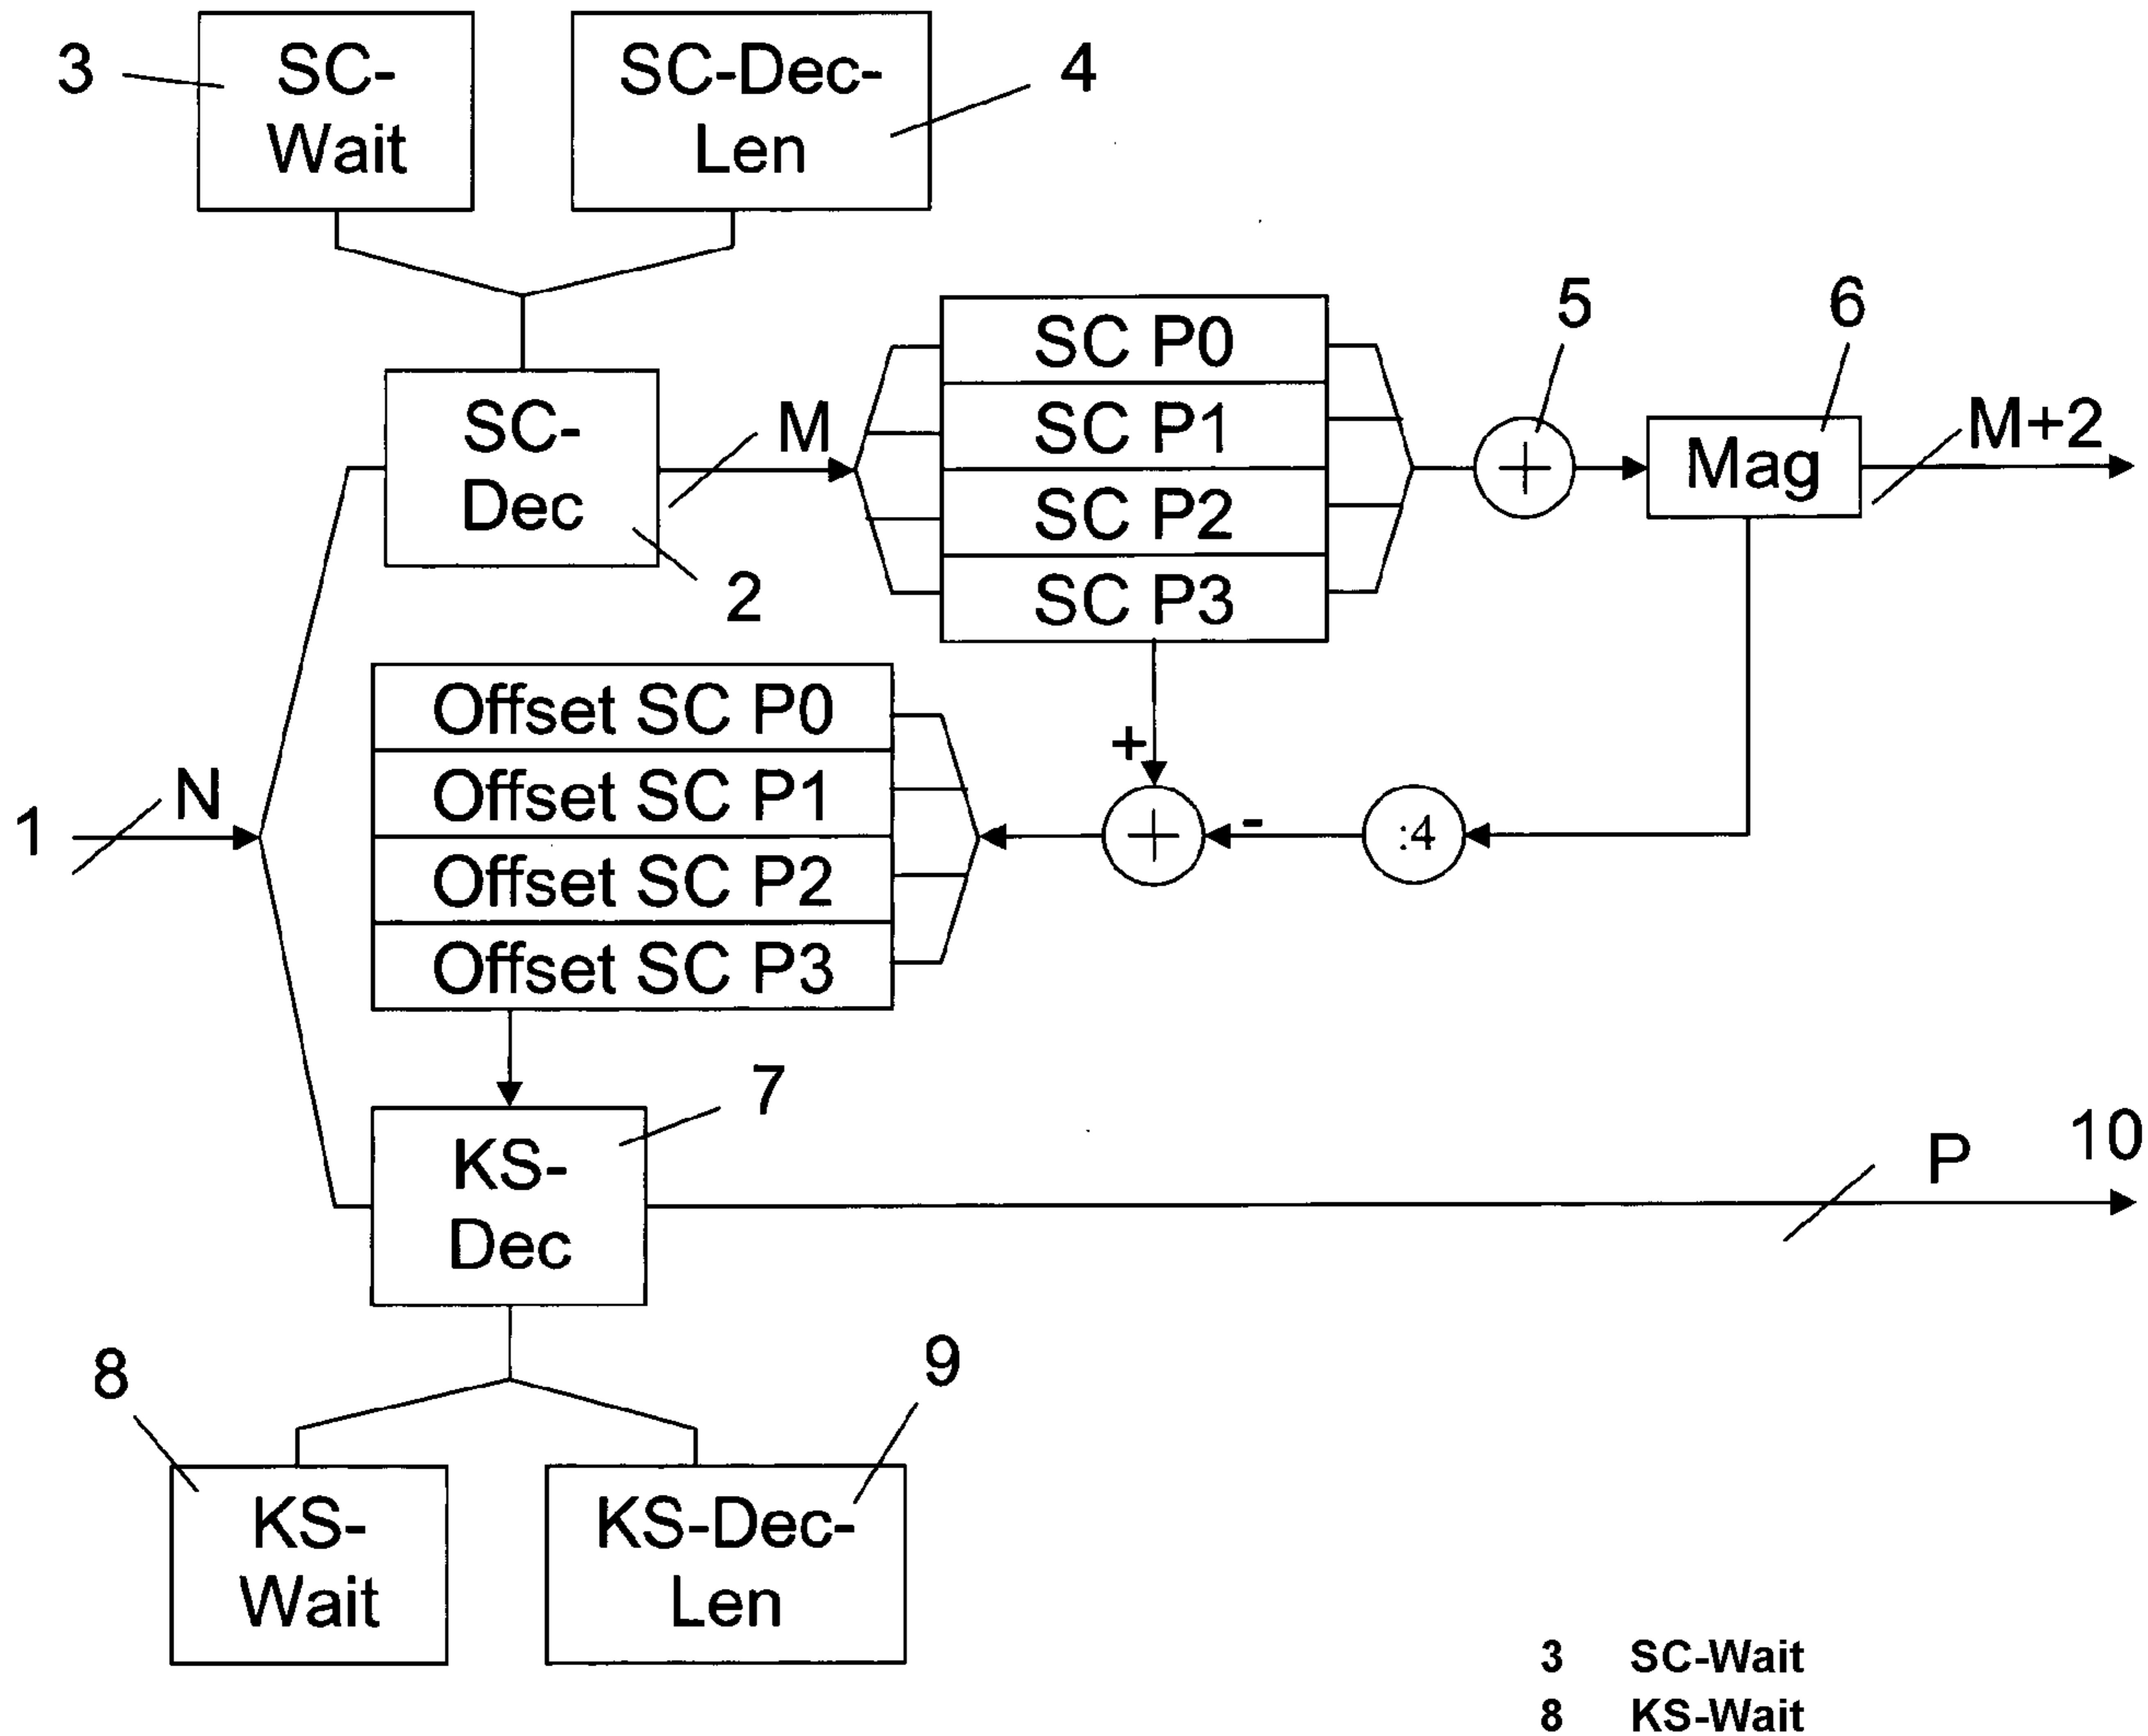 3
SC-
Wait
SC-Dec-
Len
4
5
6
SC P0
SC P1
SC P2
SC P3
SC-
Dec
M
2
+
Mag
M+2
Offset SC P0
Offset SC P1
Offset SC P2
Offset SC P3
1
N
+
+
-
:4
7
KS-
Dec
P
10
8
9
KS-
Wait
KS-Dec-
Len
3 SC-Wait
8 KS-Wait